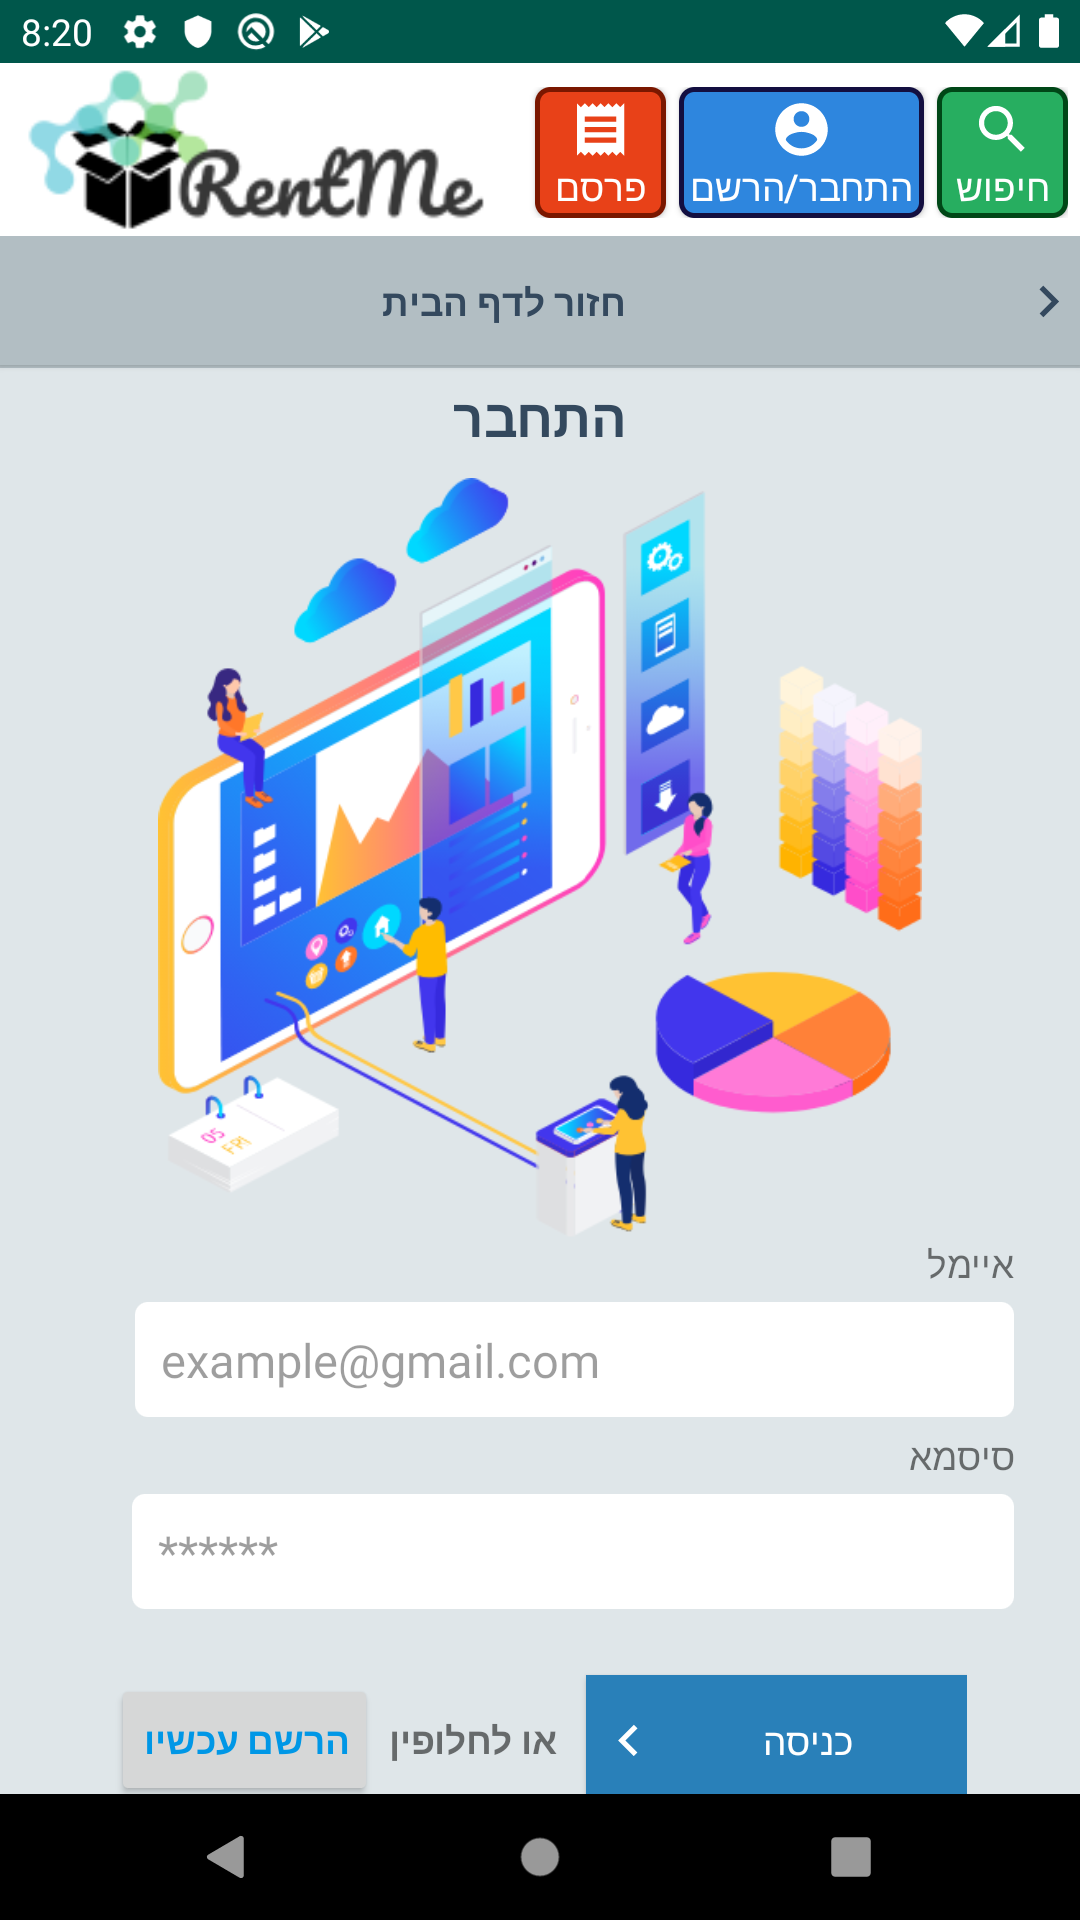 8:20
RentMe
חיפוש
התחבר/הרשם
פרסם
חזור לדף הבית
התחבר
05
FRI
איימל
example@gmail.com
סיסמא
******
כניסה
או לחלופין
הרשם עכשיו